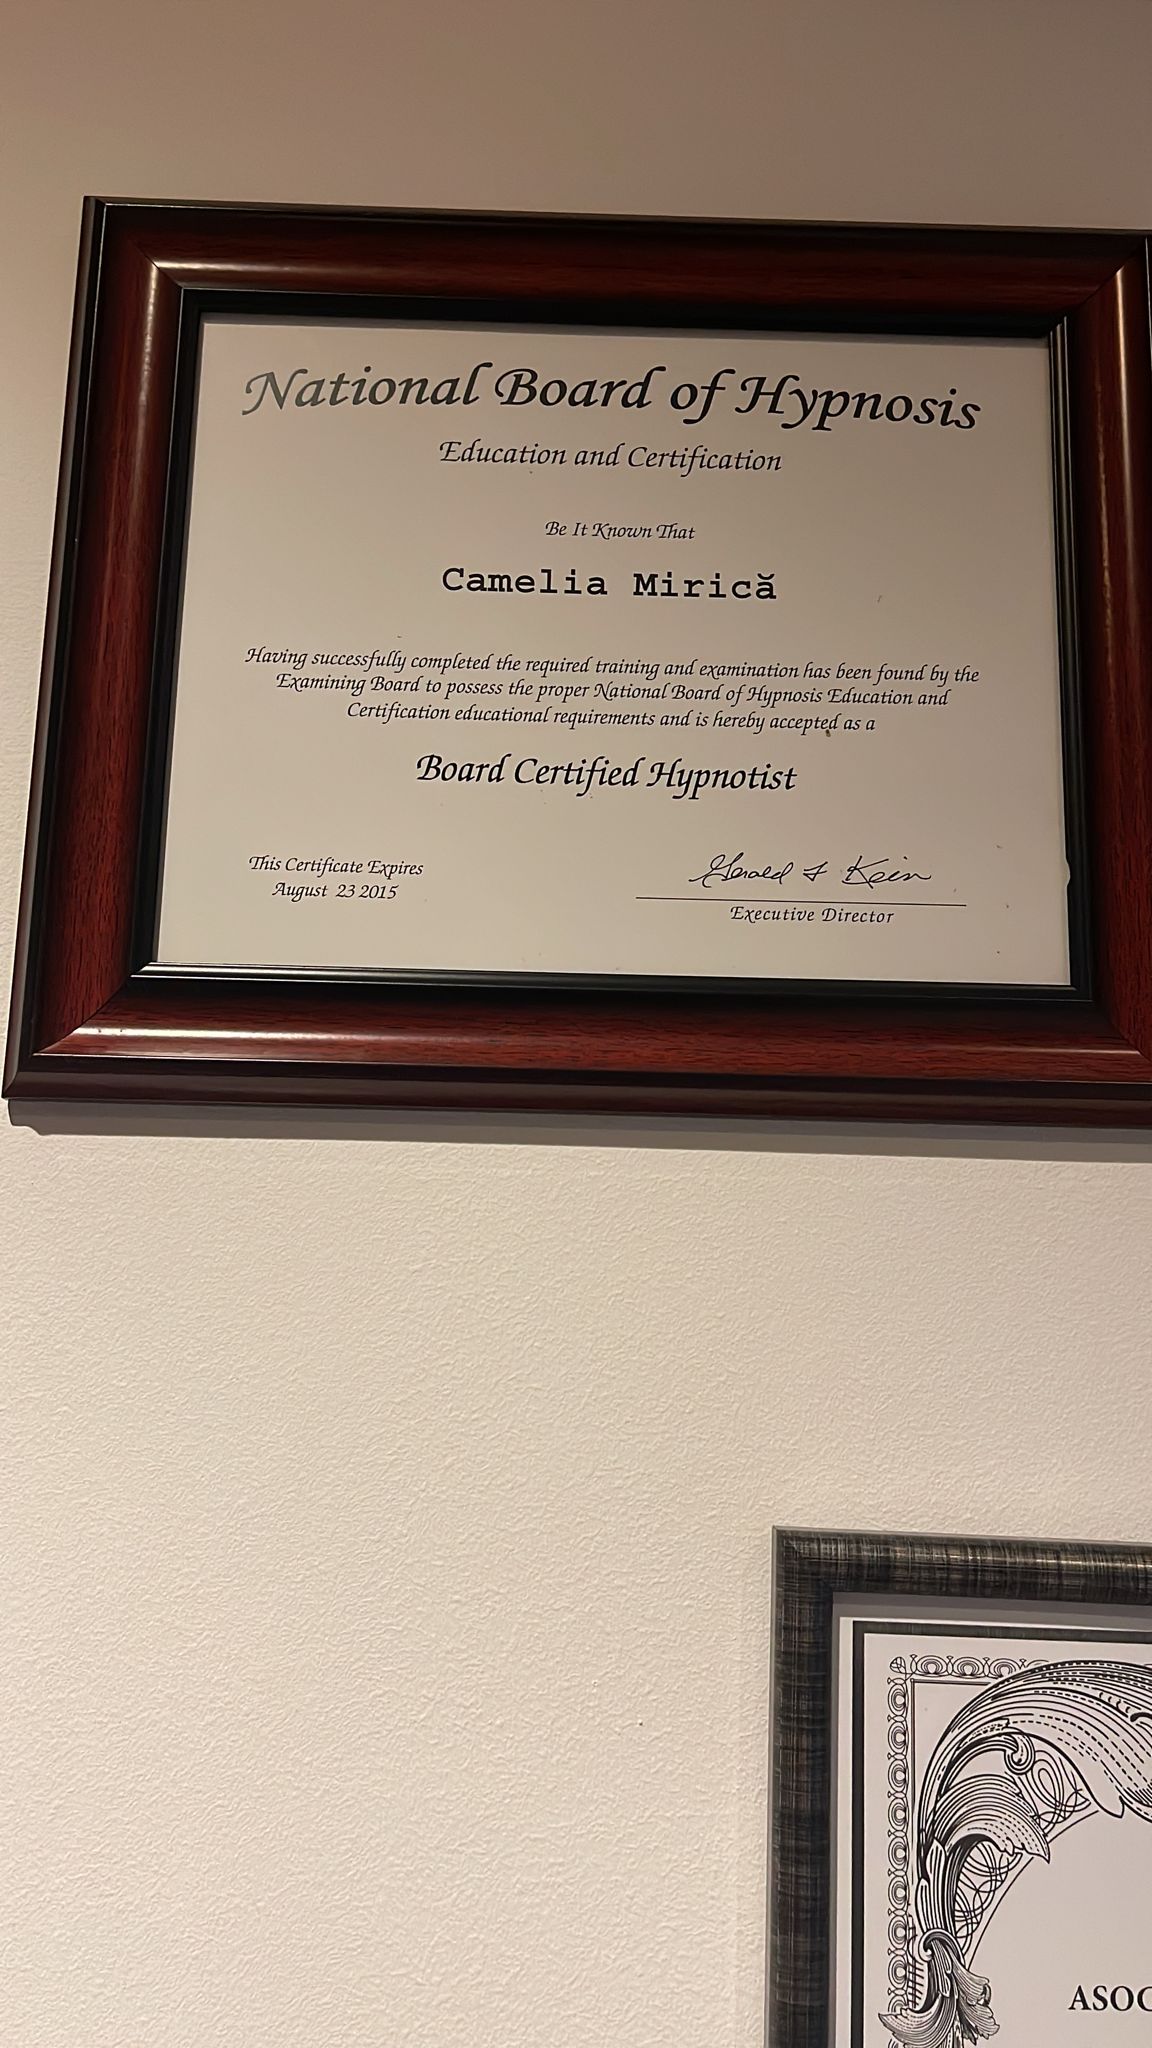 National Board of Hypnosis
Education and Certification
Be It Known That
Camelia Mirică
Having successfully completed the required training and examination has been found by the
Examining Board to possess the proper National Board of Hypnosis Education and
Certification educational requirements and is hereby accepted as a
Board Certified Hypnotist
This Certificate Expires
August 23 2015
Gerald F Kein
Executive Director
ASOC